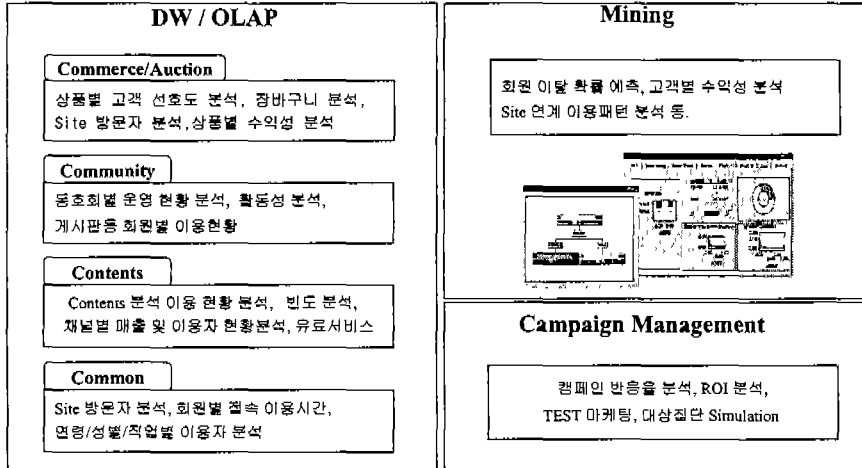 DW / OLAP
Commerce/Auction
상품별 고객 선호도 분석, 장바구니 분석,
Site 방문자 분석,상품별 수익성 분석
Community
동호회별 운영 현황 분석, 활동성 분석,
게시판등 회원별 이용현황
Contents
Contents 분석 이용 현황 분석, 빈도 분석,
채널별 매출 및 이용자 현황분석, 유료서비스
Common
Site 방문자 분석, 회원별 접속 이용시간,
연령/성별/직업별 이용자 분석
Mining
회원 이탈 확률 예측, 고객별 수익성 분석
Site 연계 이용패턴 분석 등.
Campaign Management
캠페인 반응율 분석, ROI 분석,
TEST 마케팅, 대상집단 Simulation